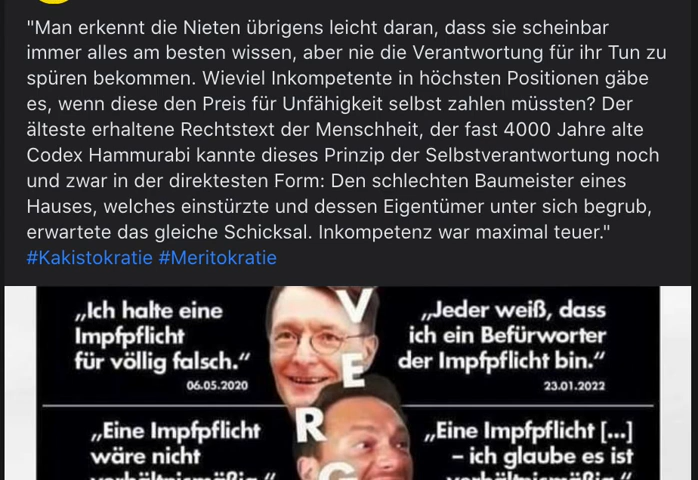 "Man erkennt die Nieten übrigens leicht daran, dass sie scheinbar
immer alles am besten wissen, aber nie die Verantwortung für ihr Tun zu
spüren bekommen. Wieviel Inkompetente in höchsten Positionen gäbe
es, wenn diese den Preis für Unfähigkeit selbst zahlen müssten? Der
älteste erhaltene Rechtstext der Menschheit, der fast 4000 Jahre alte
Codex Hammurabi kannte dieses Prinzip der Selbstverantwortung noch
und zwar in der direktesten Form: Den schlechten Baumeister eines
Hauses, welches einstürzte und dessen Eigentümer unter sich begrub,
erwartete das gleiche Schicksal. Inkompetenz war maximal teuer."
#Kakistokratie #Meritokratie
„Ich halte eine
Impfpflicht
für völlig falsch.“
06.05.2020
V
E
R
G
„Jeder weiß, dass
ich ein Befürworter
der Impfpflicht bin.“
23.01.2022
„Eine Impfpflicht
wäre nicht
verhältnismäßig.“
„Eine Impfpflicht [...]
– ich glaube es ist
verhältnismäßig.“